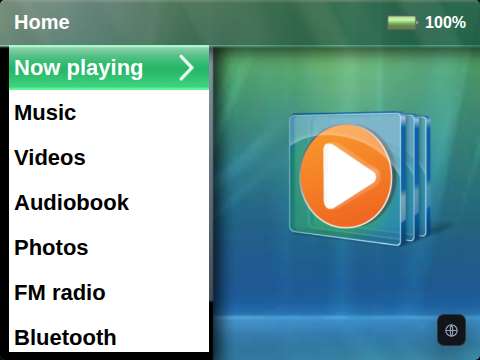 Home
100%
Now playing
Music
Videos
Audiobook
Photos
FM radio
Bluetooth